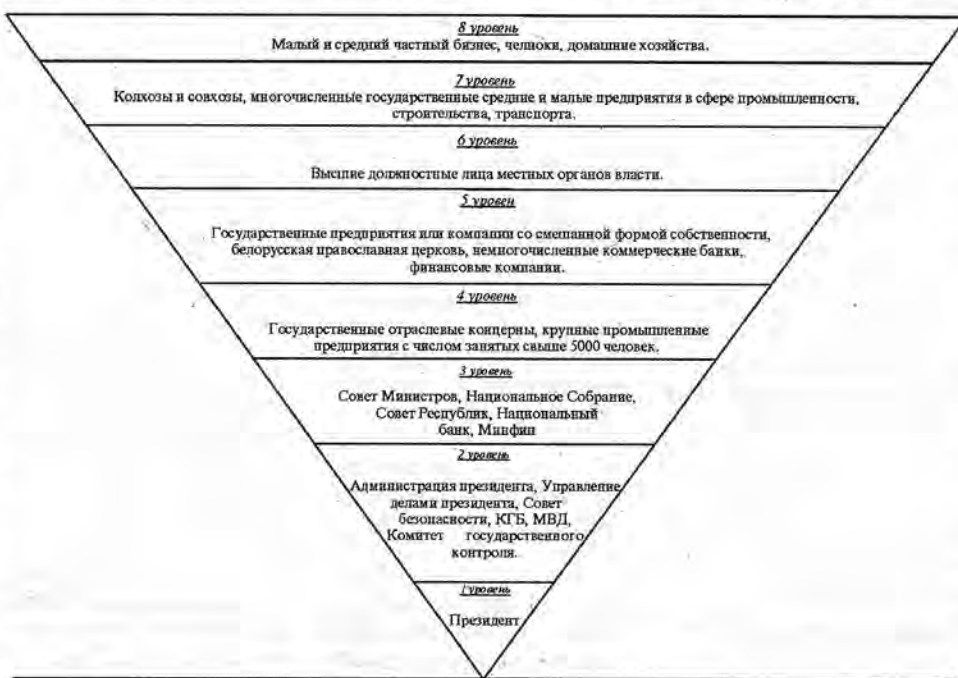 8 уровень
Малый и средний частный бизнес, челноки, домашние хозяйства.
7 уровень
Колхозы и совхозы, многочисленные государственные средние и малые предприятия в сфере промышленности,
строительства, транспорта.
6 уровень
Высшие должностные лица местных органов власти.
5 уровен
Государственные предприятия или компании со смешанной формой собственности,
белорусская православная церковь, немногочисленные коммерческие банки,
финансовые компании.
4 уровень
Государственные отраслевые концерны, крупные промышленные
предприятия с числом занятых свыше 5000 человек.
3 уровень
Совет Министров, Национальное Собрание,
Совет Республик, Национальный
банк, Минфин
2 уровень
Администрация президента, Управление
делами президента, Совет
безопасности, КГБ, МВД,
Комитет государственного
контроля.
1 уровень
Президент